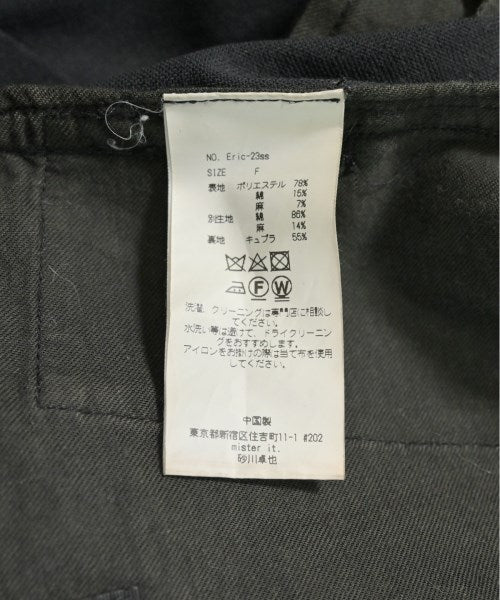 NO. Eric-23ss
SIZE F
表地 ポリエステル 78%
綿 15%
麻 7%
別生地 綿 86%
麻 14%
裏地 キュプラ 55%
F W
洗濯、クリーニングは専門店に相談し
てください。
水洗い等は避けて、ドライクリーニン
グをおすすめします。
アイロンをお掛けの際は当て布を使用
してください。
中国製
東京都新宿区住吉町11-1 #202
mister it.
砂川卓也